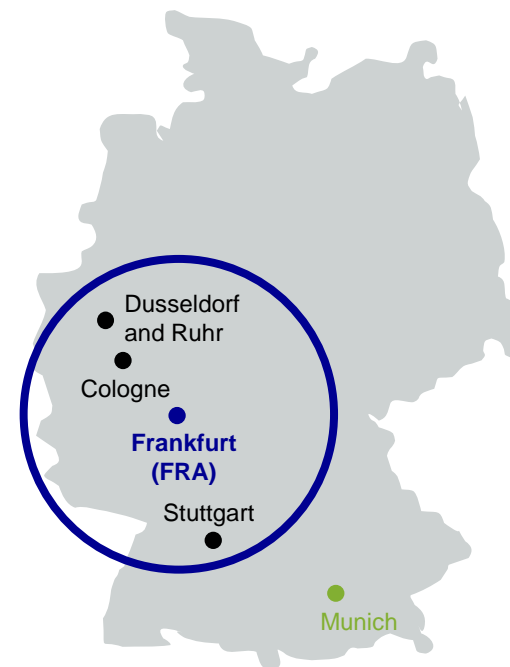 Dusseldorf
and Ruhr
Cologne
Frankfurt
(FRA)
Stuttgart
Munich